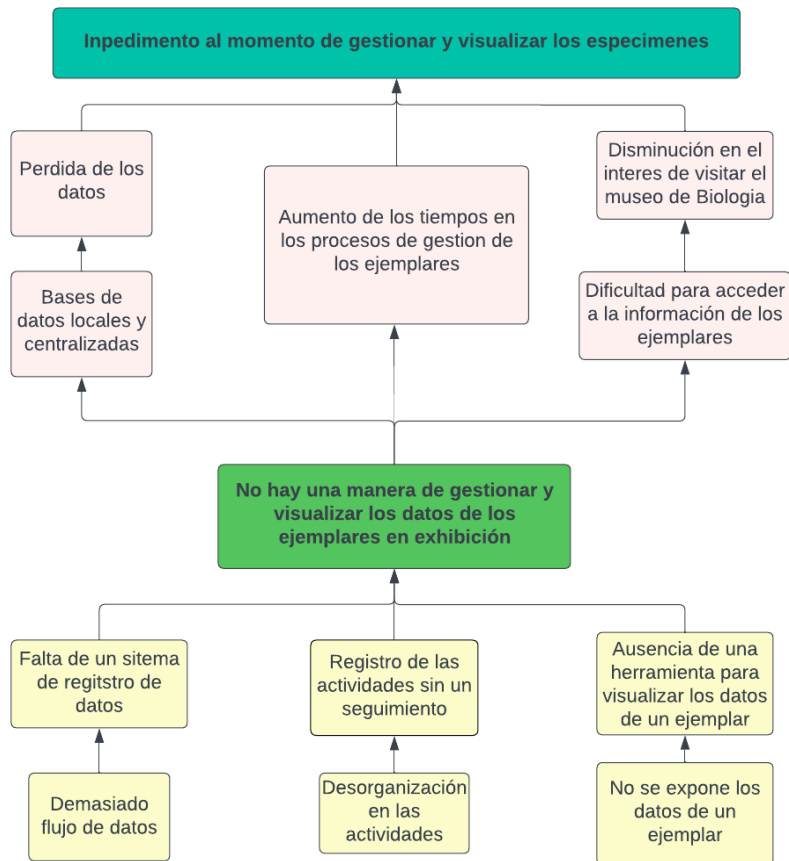 Inpedimento al momento de gestionar y visualizar los especimenes
Perdida de los
datos
Aumento de los tiempos en
los procesos de gestion de
los ejemplares
Disminución en el
interes de visitar el
museo de Biologia
Bases de
datos locales y
centralizadas
Dificultad para acceder
a la información de los
ejemplares
No hay una manera de gestionar y
visualizar los datos de los
ejemplares en exhibición
Falta de un sitema
de regitstro de
datos
Registro de las
actividades sin un
seguimiento
Ausencia de una
herramienta para
visualizar los datos
de un ejemplar
Demasiado
flujo de datos
Desorganización
en las
actividades
No se expone los
datos de un
ejemplar